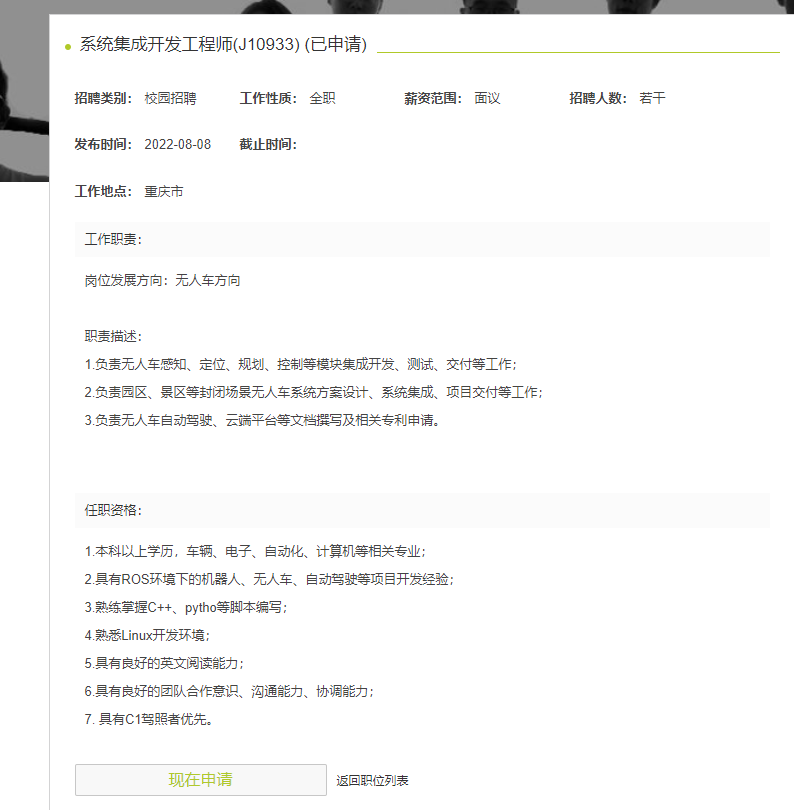 系统集成开发工程师(J10933) (已申请)
招聘类别： 校园招聘 工作性质： 全职 薪资范围： 面议 招聘人数： 若干
发布时间： 2022-08-08 截止时间：
工作地点： 重庆市
工作职责：
岗位发展方向：无人车方向
职责描述：
1.负责无人车感知、定位、规划、控制等模块集成开发、测试、交付等工作；
2.负责园区、景区等封闭场景无人车系统方案设计、系统集成、项目交付等工作；
3.负责无人车自动驾驶、云端平台等文档撰写及相关专利申请。
任职资格：
1.本科以上学历，车辆、电子、自动化、计算机等相关专业；
2.具有ROS环境下的机器人、无人车、自动驾驶等项目开发经验；
3.熟练掌握C++、pytho等脚本编写；
4.熟悉Linux开发环境；
5.具有良好的英文阅读能力；
6.具有良好的团队合作意识、沟通能力、协调能力；
7. 具有C1驾照者优先。
现在申请 返回职位列表